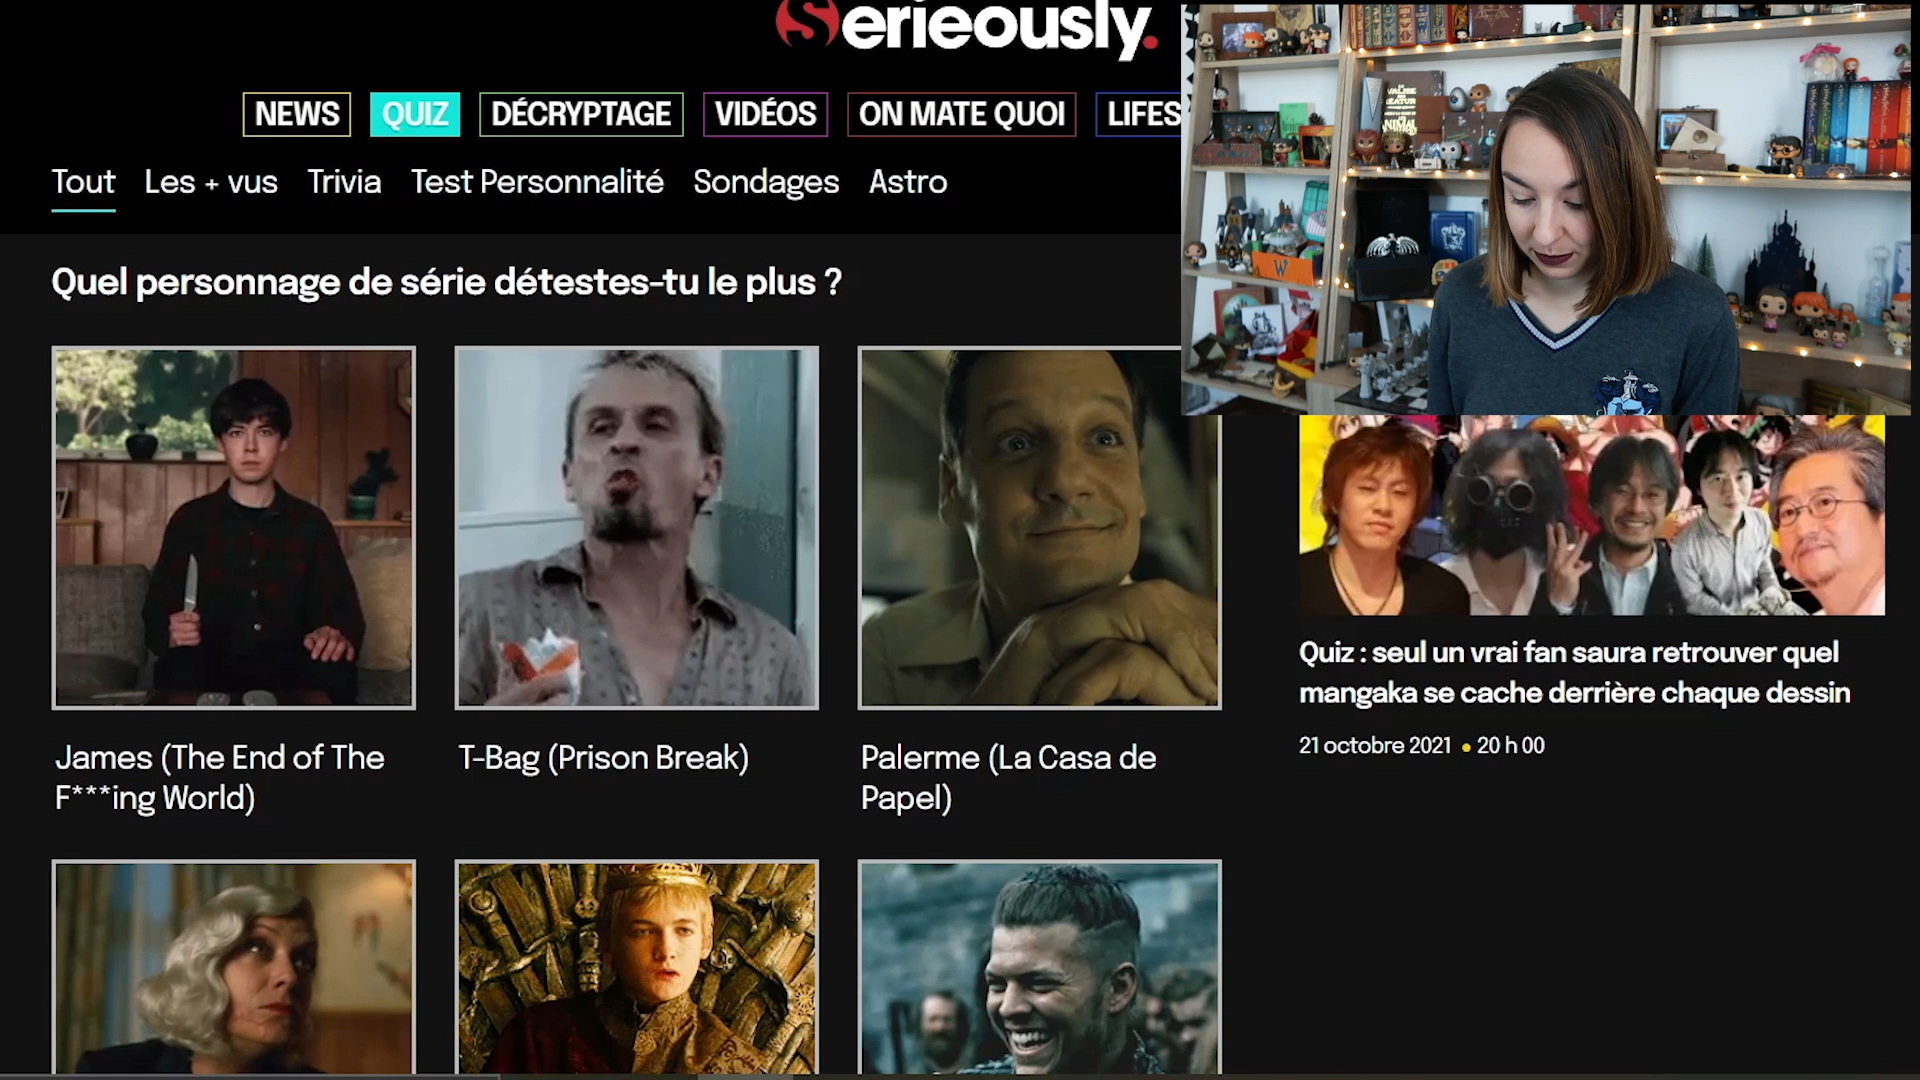 Serieously.
NEWS
QUIZ
DÉCRYPTAGE
VIDÉOS
ON MATE QUOI
LIFES
Tout
Les + vus
Trivia
Test Personnalité
Sondages
Astro
Quel personnage de série détestes-tu le plus ?
James (The End of The
F***ing World)
T-Bag (Prison Break)
Palerme (La Casa de
Papel)
Quiz : seul un vrai fan saura retrouver quel
mangaka se cache derrière chaque dessin
21 octobre 2021 • 20 h 00
W